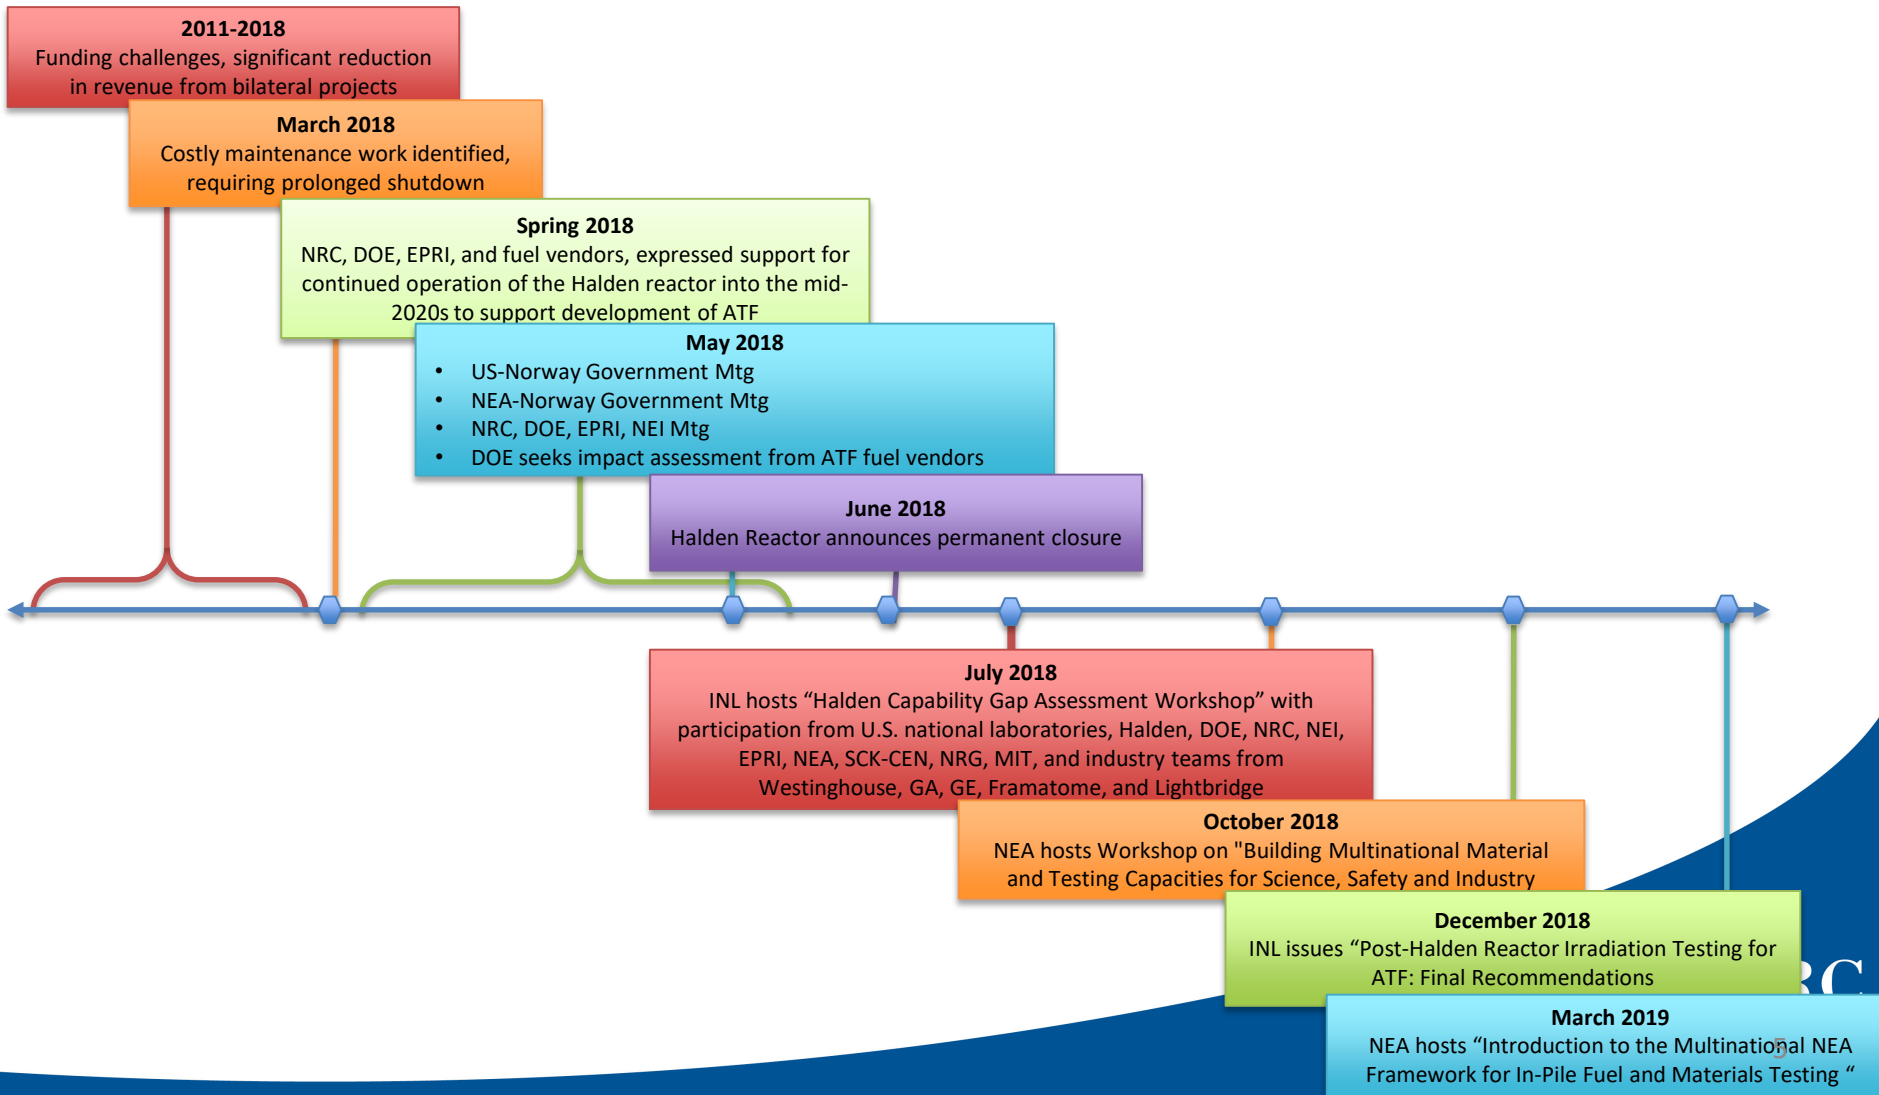 2011-2018
Funding challenges, significant reduction
in revenue from bilateral projects
March 2018
Costly maintenance work identified,
requiring prolonged shutdown
Spring 2018
NRC, DOE, EPRI, and fuel vendors, expressed support for
continued operation of the Halden reactor into the mid-
2020s to support development of ATF
May 2018
• US-Norway Government Mtg
• NEA-Norway Government Mtg
• NRC, DOE, EPRI, NEI Mtg
• DOE seeks impact assessment from ATF fuel vendors
June 2018
Halden Reactor announces permanent closure
July 2018
INL hosts “Halden Capability Gap Assessment Workshop” with
participation from U.S. national laboratories, Halden, DOE, NRC, NEI,
EPRI, NEA, SCK-CEN, NRG, MIT, and industry teams from
Westinghouse, GA, GE, Framatome, and Lightbridge
October 2018
NEA hosts Workshop on "Building Multinational Material
and Testing Capacities for Science, Safety and Industry
December 2018
INL issues “Post-Halden Reactor Irradiation Testing for
ATF: Final Recommendations
March 2019
NEA hosts “Introduction to the Multinational NEA
Framework for In-Pile Fuel and Materials Testing “
5